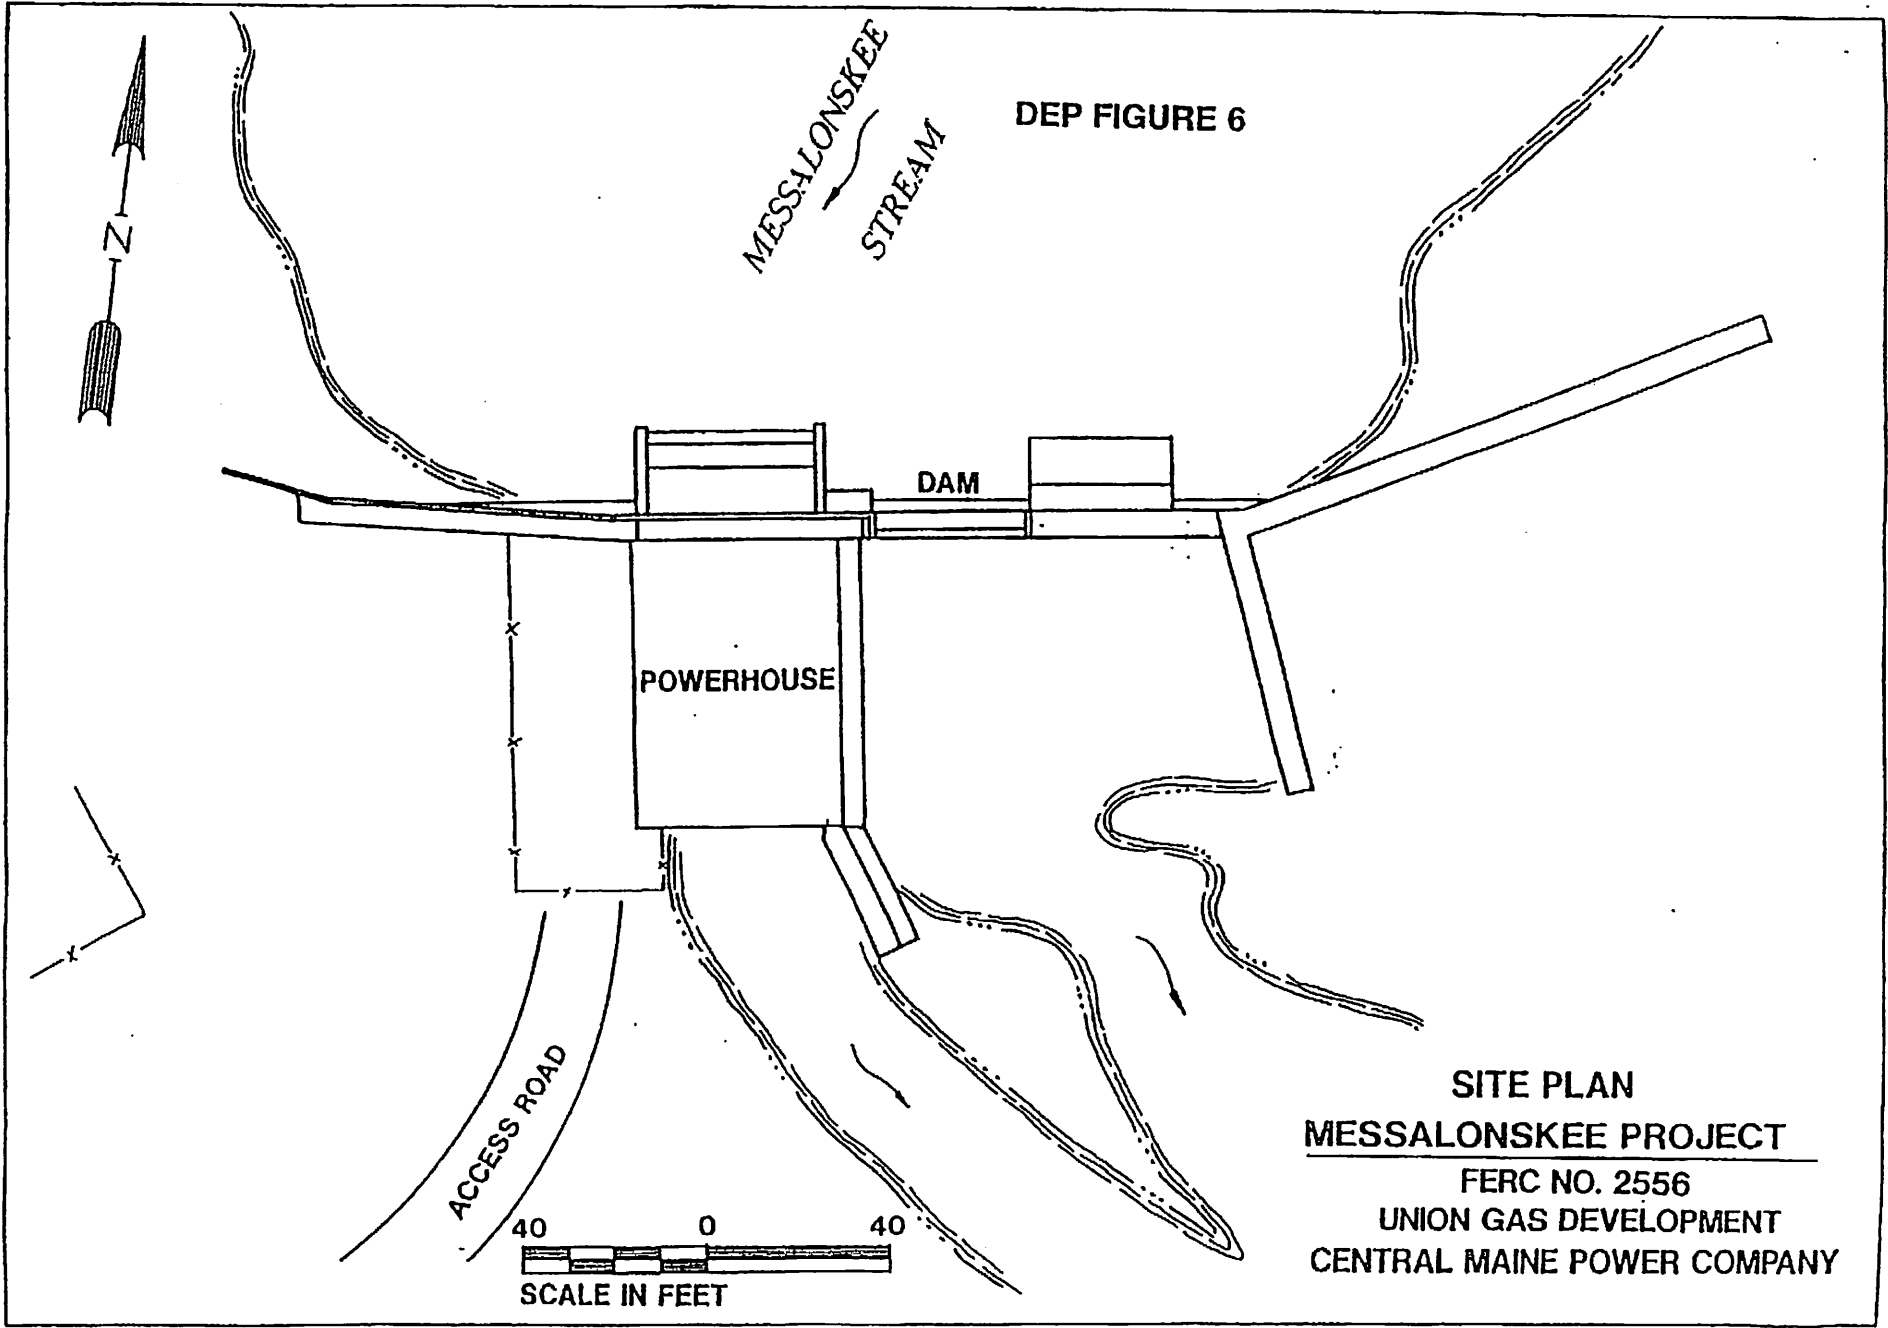 DEP FIGURE 6
MESSALONSKEE
STREAM
N
DAM
POWERHOUSE
ACCESS ROAD
40 0 40
SCALE IN FEET
SITE PLAN
MESSALONSKEE PROJECT
FERC NO. 2556
UNION GAS DEVELOPMENT
CENTRAL MAINE POWER COMPANY